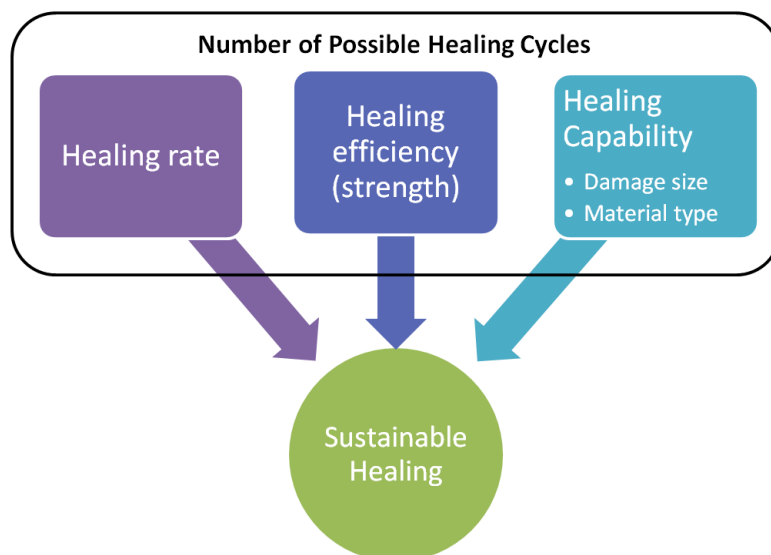 Number of Possible Healing Cycles
Healing rate
Healing
efficiency
(strength)
Healing
Capability
• Damage size
• Material type
Sustainable
Healing